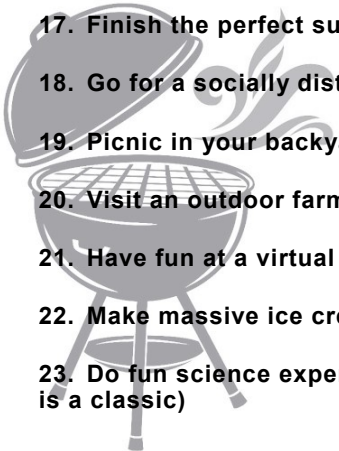 17. Finish the perfect su
18. Go for a socially dist
19. Picnic in your backy
20. Visit an outdoor farm
21. Have fun at a virtual
22. Make massive ice cre
23. Do fun science exper
is a classic)